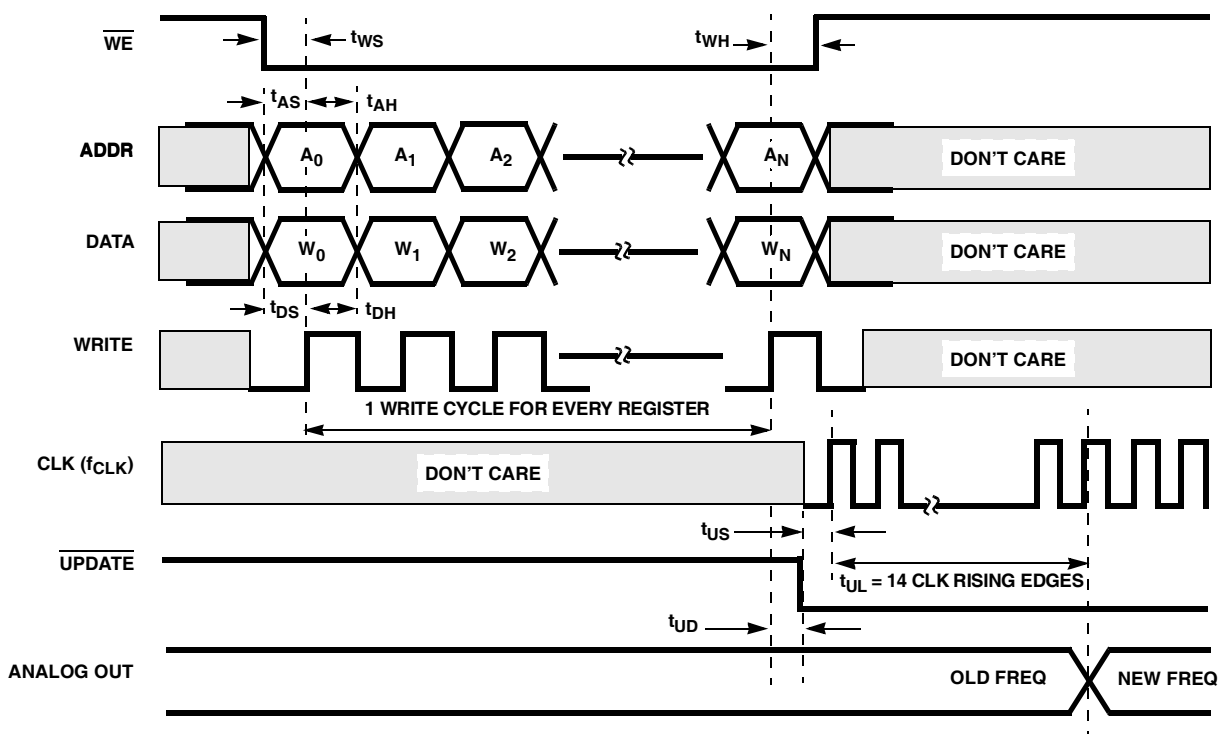 WE
tWS
tWH
tAS
tAH
ADDR
A0
A1
A2
AN
DON'T CARE
DATA
W0
W1
W2
WN
DON'T CARE
tDS
tDH
WRITE
DON'T CARE
1 WRITE CYCLE FOR EVERY REGISTER
CLK (fCLK)
DON'T CARE
tUS
UPDATE
tUL = 14 CLK RISING EDGES
tUD
ANALOG OUT
OLD FREQ
NEW FREQ